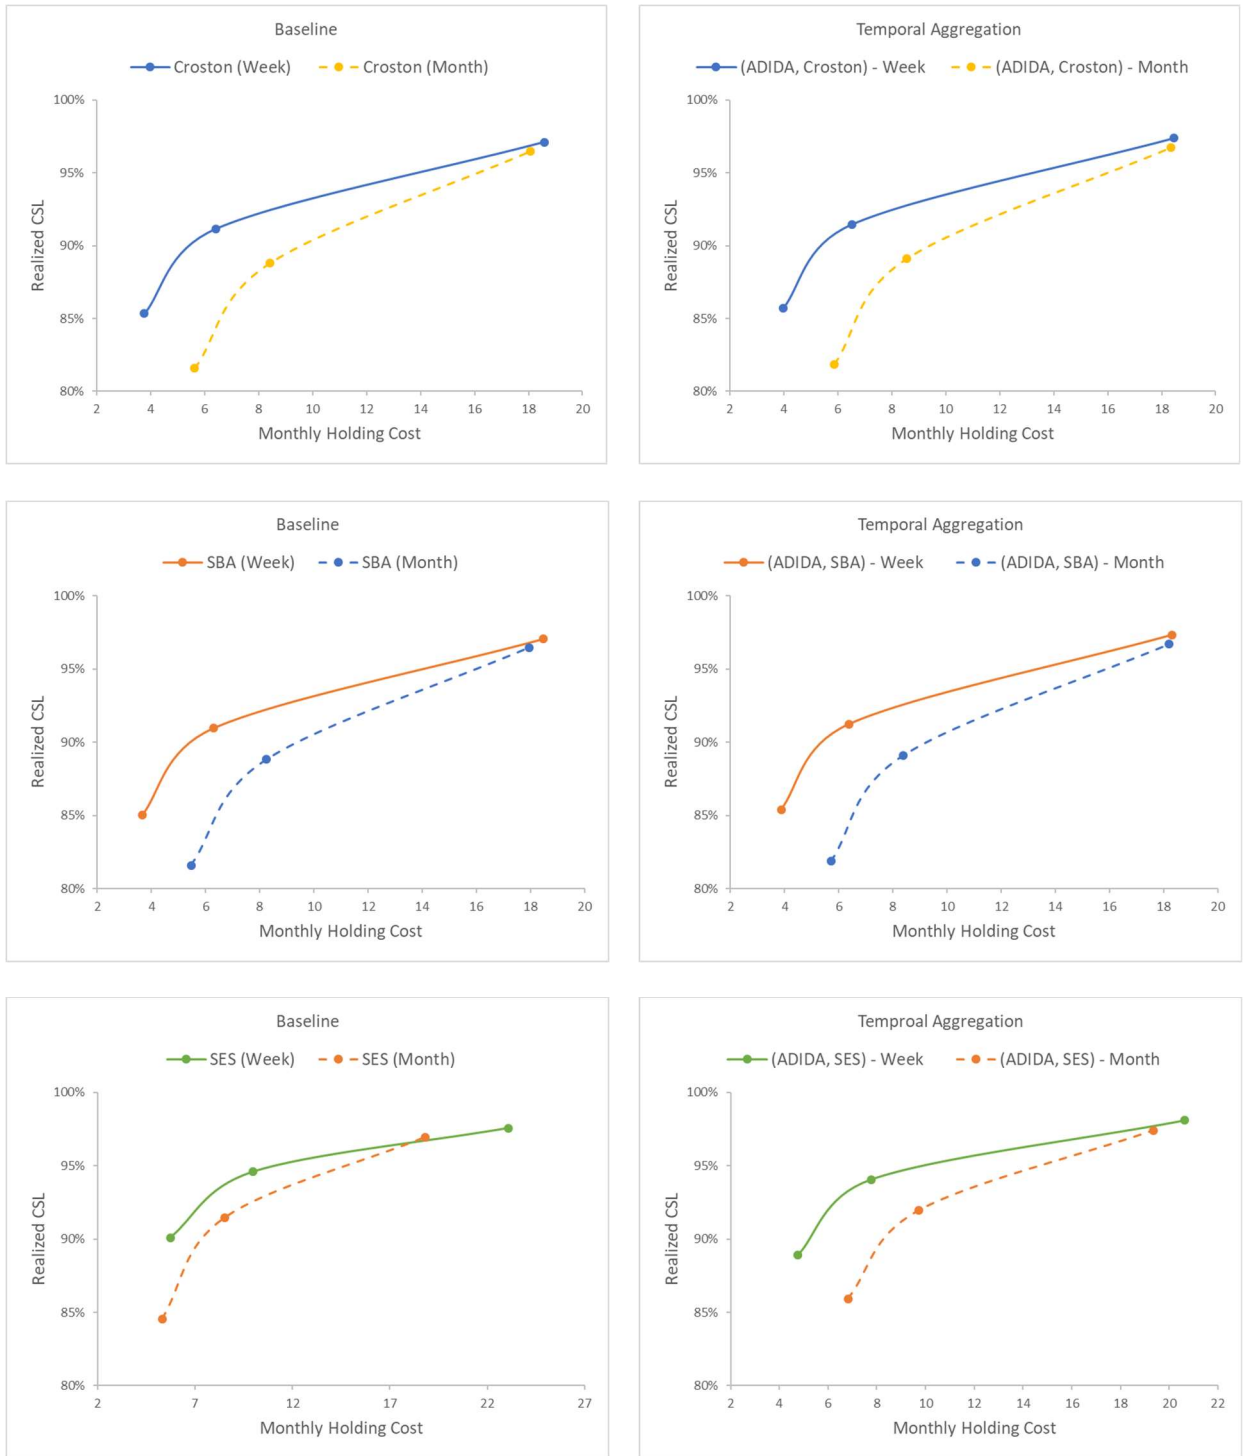 Baseline
Croston (Week) Croston (Month)
100%
95%
90%
85%
80%
Realized CSL
2 4 6 8 10 12 14 16 18 20
Monthly Holding Cost
Temporal Aggregation
(ADIDA, Croston) - Week (ADIDA, Croston) - Month
100%
95%
90%
85%
80%
Realized CSL
2 4 6 8 10 12 14 16 18 20
Monthly Holding Cost
Baseline
SBA (Week) SBA (Month)
100%
95%
90%
85%
80%
Realized CSL
2 4 6 8 10 12 14 16 18 20
Monthly Holding Cost
Temporal Aggregation
(ADIDA, SBA) - Week (ADIDA, SBA) - Month
100%
95%
90%
85%
80%
Realized CSL
2 4 6 8 10 12 14 16 18 20
Monthly Holding Cost
Baseline
SES (Week) SES (Month)
100%
95%
90%
85%
80%
Realized CSL
2 7 12 17 22 27
Monthly Holding Cost
Temproal Aggregation
(ADIDA, SES) - Week (ADIDA, SES) - Month
100%
95%
90%
85%
80%
Realized CSL
2 4 6 8 10 12 14 16 18 20 22
Monthly Holding Cost